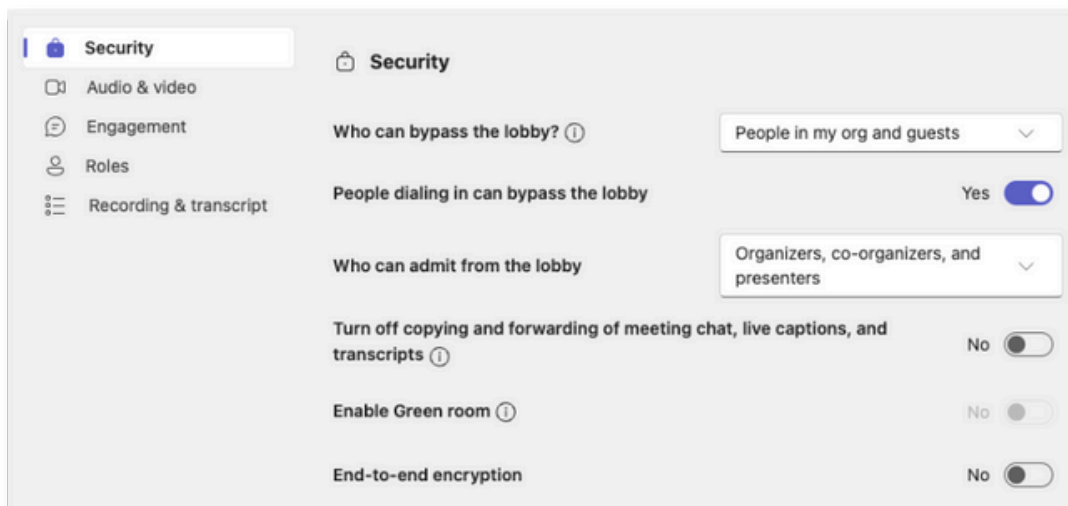 Security
Audio & video
Engagement
Roles
Recording & transcript
Security
Who can bypass the lobby?
People in my org and guests
People dialing in can bypass the lobby
Yes
Who can admit from the lobby
Organizers, co-organizers, and
presenters
Turn off copying and forwarding of meeting chat, live captions, and
transcripts
No
Enable Green room
No
End-to-end encryption
No